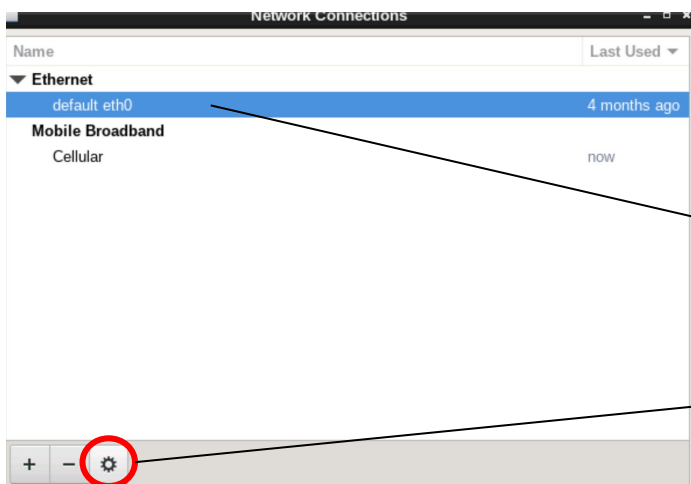 Network Connections
Name Last Used
Ethernet
default eth0 4 months ago
Mobile Broadband
Cellular now